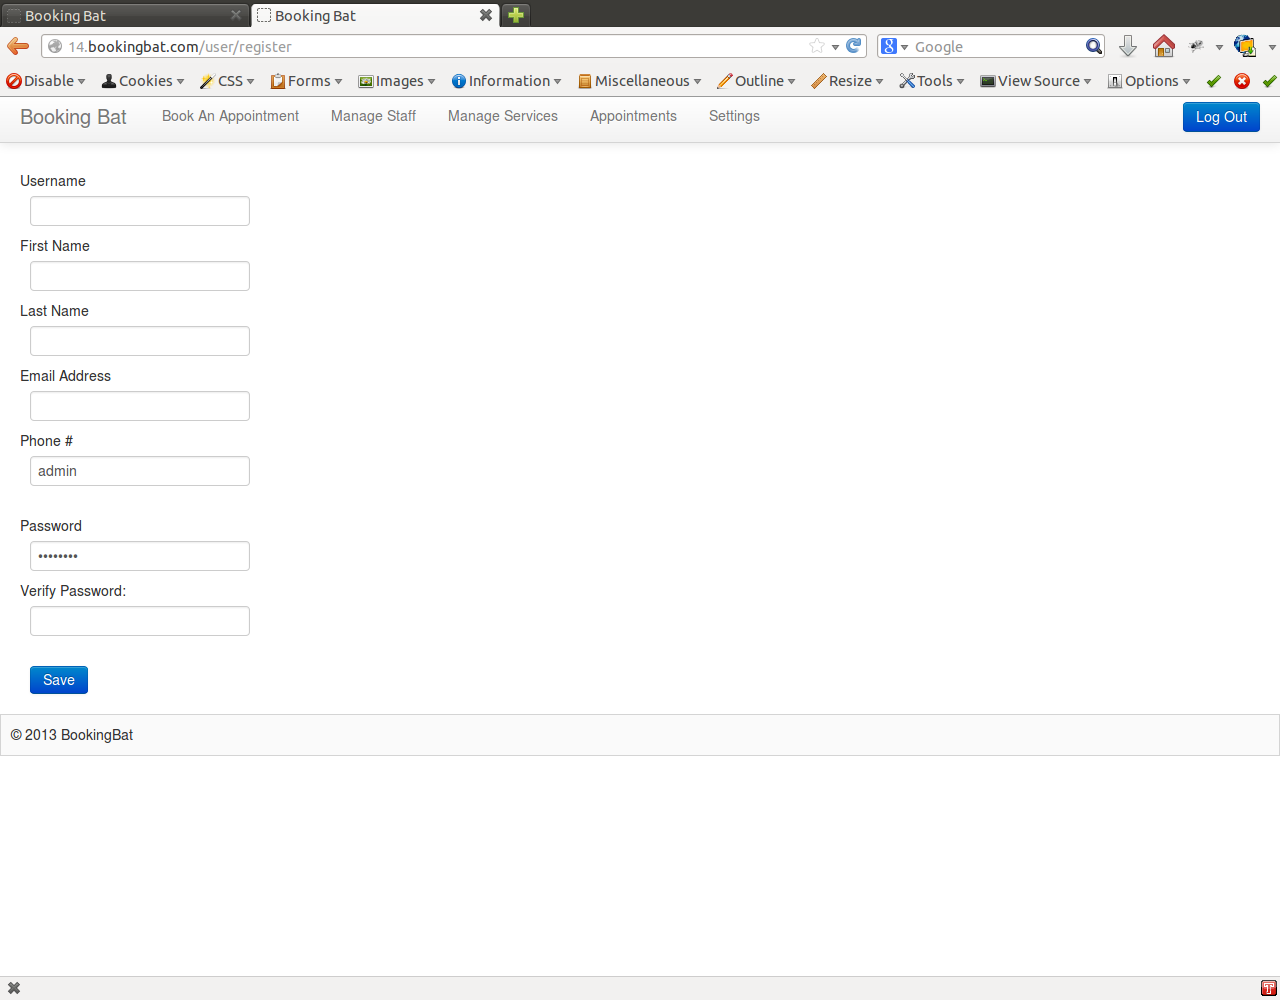 Booking Bat
Booking Bat
14.bookingbat.com/user/register
Google
Disable Cookies CSS Forms Images Information Miscellaneous Outline Resize Tools View Source Options
Booking Bat Book An Appointment Manage Staff Manage Services Appointments Settings Log Out
Username
First Name
Last Name
Email Address
Phone #
admin
Password
••••••••
Verify Password:
Save
© 2013 BookingBat